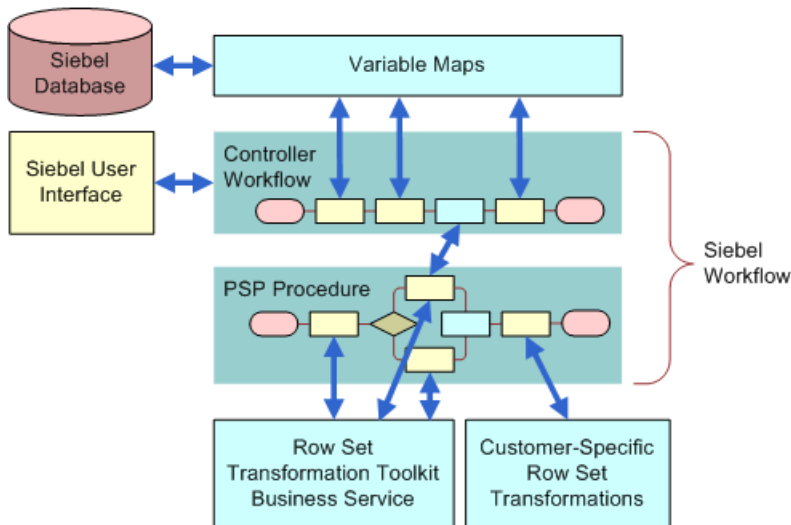 Siebel
Database
Variable Maps
Siebel User
Interface
Controller
Workflow
Siebel
Workflow
PSP Procedure
Row Set
Transformation Toolkit
Business Service
Customer-Specific
Row Set
Transformations